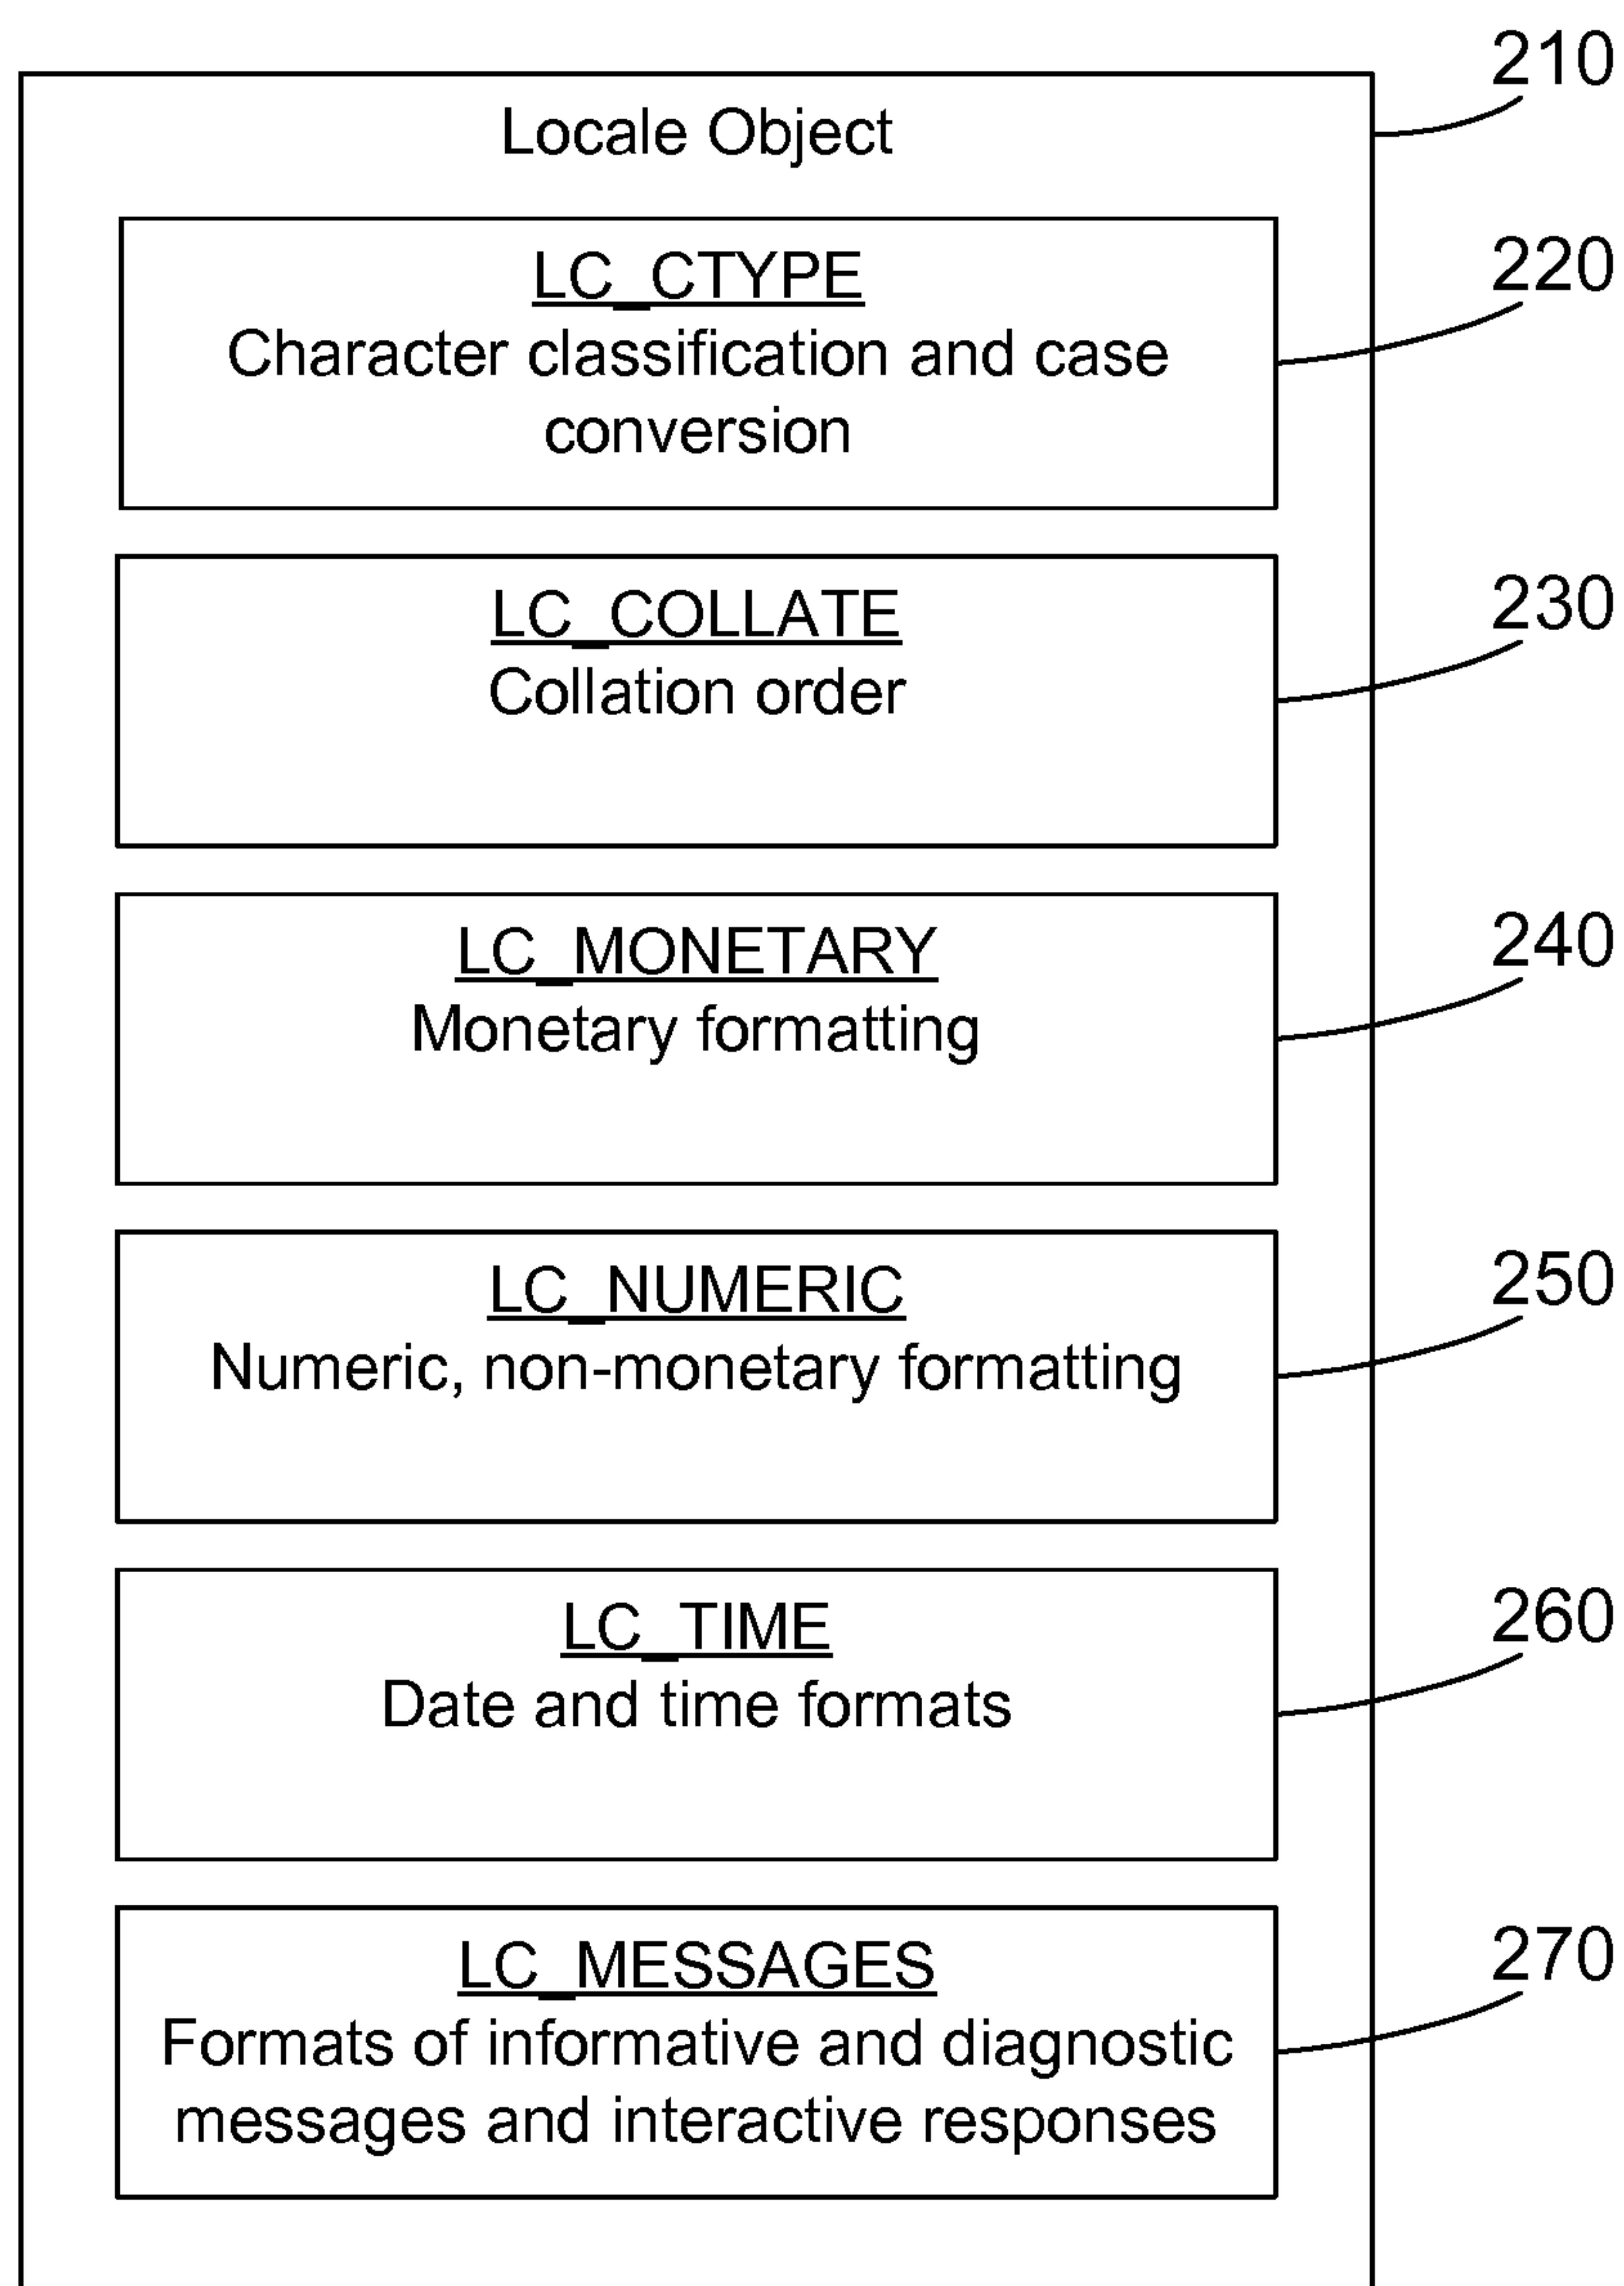 210
Locale Object
LC_CTYPE
Character classification and case
conversion
220
LC_COLLATE
Collation order
230
LC_MONETARY
Monetary formatting
240
LC_NUMERIC
Numeric, non-monetary formatting
250
LC_TIME
Date and time formats
260
LC_MESSAGES
Formats of informative and diagnostic
messages and interactive responses
270